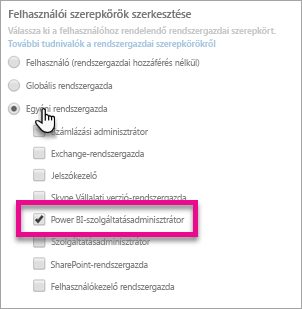 Felhasználói szerepkörök szerkesztése
Válassza ki a felhasználóhoz rendelendő rendszergazdai szerepkört.
További tudnivalók a rendszergazdai szerepkörökről
Felhasználó (rendszergazdai hozzáférés nélkül)
Globális rendszergazda
Egyéni rendszergazda
Számlázási adminisztrátor
Exchange-rendszergazda
Jelszókezelő
Skype Vállalati verzió-rendszergazda
Power BI-szolgáltatásadminisztrátor
Szolgáltatásadminisztrátor
SharePoint-rendszergazda
Felhasználókezelő rendszergazda